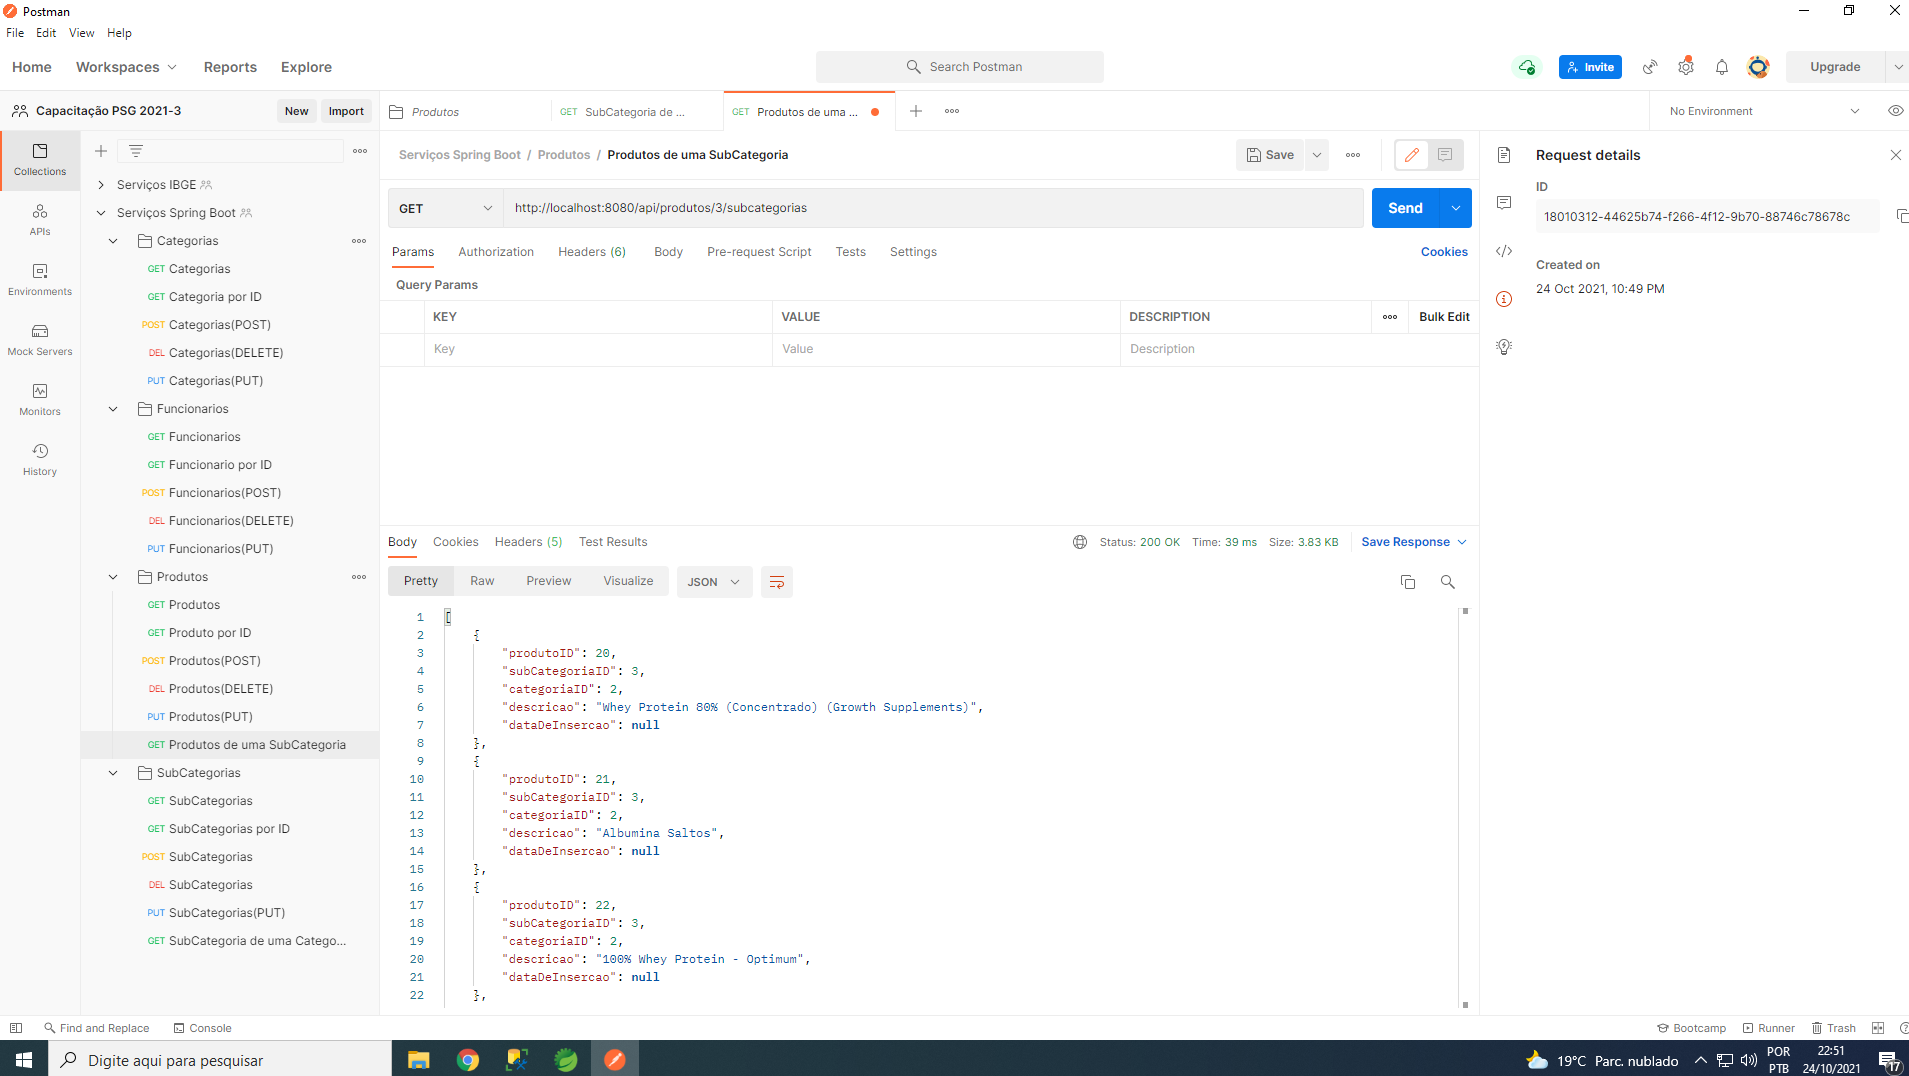 Postman
File Edit View Help
Home Workspaces Reports Explore
Search Postman
Invite
Upgrade
Capacitação PSG 2021-3
New Import
Produtos
GET SubCategoria de ...
GET Produtos de uma ...
No Environment
Collections
APIs
Environments
Mock Servers
Monitors
History
Serviços IBGE
Serviços Spring Boot
Categorias
GET Categorias
GET Categoria por ID
POST Categorias(POST)
DEL Categorias(DELETE)
PUT Categorias(PUT)
Funcionarios
GET Funcionarios
GET Funcionario por ID
POST Funcionarios(POST)
DEL Funcionarios(DELETE)
PUT Funcionarios(PUT)
Produtos
GET Produtos
GET Produto por ID
POST Produtos(POST)
DEL Produtos(DELETE)
PUT Produtos(PUT)
GET Produtos de uma SubCategoria
SubCategorias
GET SubCategorias
GET SubCategorias por ID
POST SubCategorias
DEL SubCategorias
PUT SubCategorias(PUT)
GET SubCategoria de uma Catego...
Serviços Spring Boot / Produtos / Produtos de uma SubCategoria
Save
GET
http://localhost:8080/api/produtos/3/subcategorias
Send
Params Authorization Headers (6) Body Pre-request Script Tests Settings
Cookies
Query Params
KEY VALUE DESCRIPTION
Bulk Edit
Key Value Description
Body Cookies Headers (5) Test Results
Status: 200 OK Time: 39 ms Size: 3.83 KB
Save Response
Pretty Raw Preview Visualize
JSON
1 [
2 {
3 "produtoID": 20,
4 "subCategoriaID": 3,
5 "categoriaID": 2,
6 "descricao": "Whey Protein 80% (Concentrado) (Growth Supplements)",
7 "dataDeInsercao": null
8 },
9 {
10 "produtoID": 21,
11 "subCategoriaID": 3,
12 "categoriaID": 2,
13 "descricao": "Albumina Saltos",
14 "dataDeInsercao": null
15 },
16 {
17 "produtoID": 22,
18 "subCategoriaID": 3,
19 "categoriaID": 2,
20 "descricao": "100% Whey Protein - Optimum",
21 "dataDeInsercao": null
22 },
Request details
ID
18010312-44625b74-f266-4f12-9b70-88746c78678c
Created on
24 Oct 2021, 10:49 PM
Find and Replace Console
Bootcamp Runner Trash
Digite aqui para pesquisar
19°C Parc. nublado
POR
PTB
22:51
24/10/2021
17